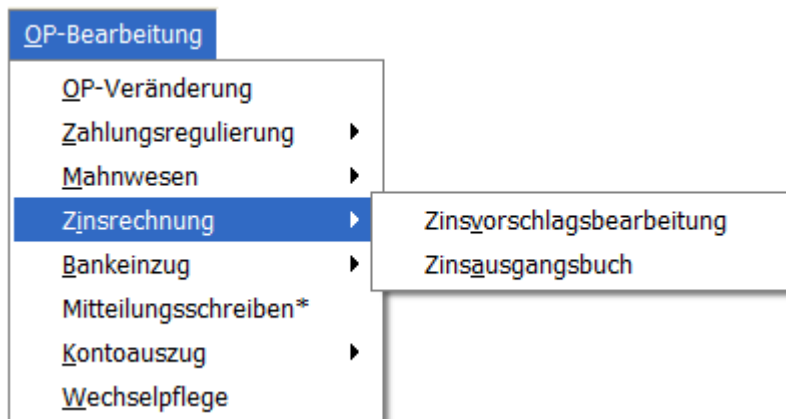 OP-Bearbeitung
OP-Veränderung
Zahlungsregulierung
Mahnwesen
Zinsrechnung
Zinsvorschlagsbearbeitung
Bankeinzug
Zinsausgangsbuch
Mitteilungsschreiben*
Kontoauszug
Wechselpflege